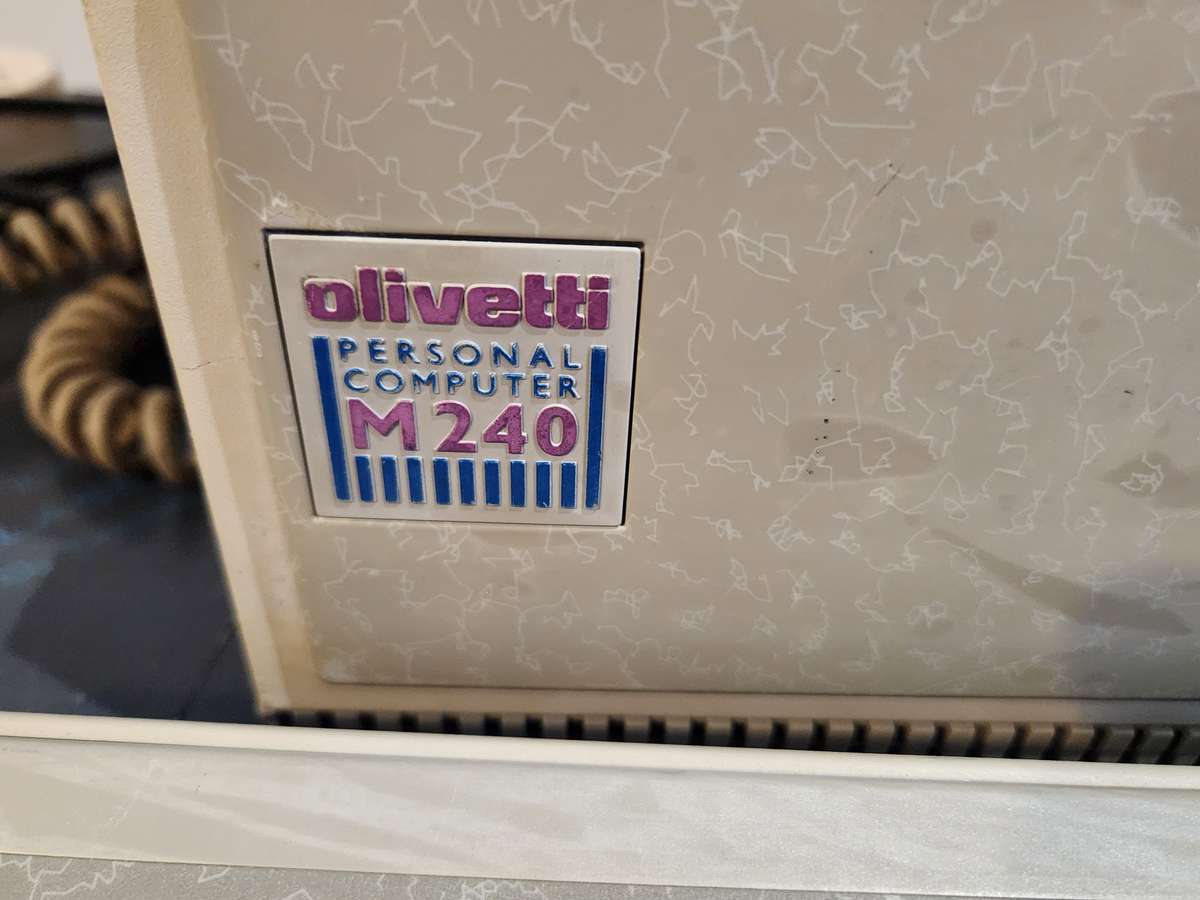 olivetti
PERSONAL
COMPUTER
M240